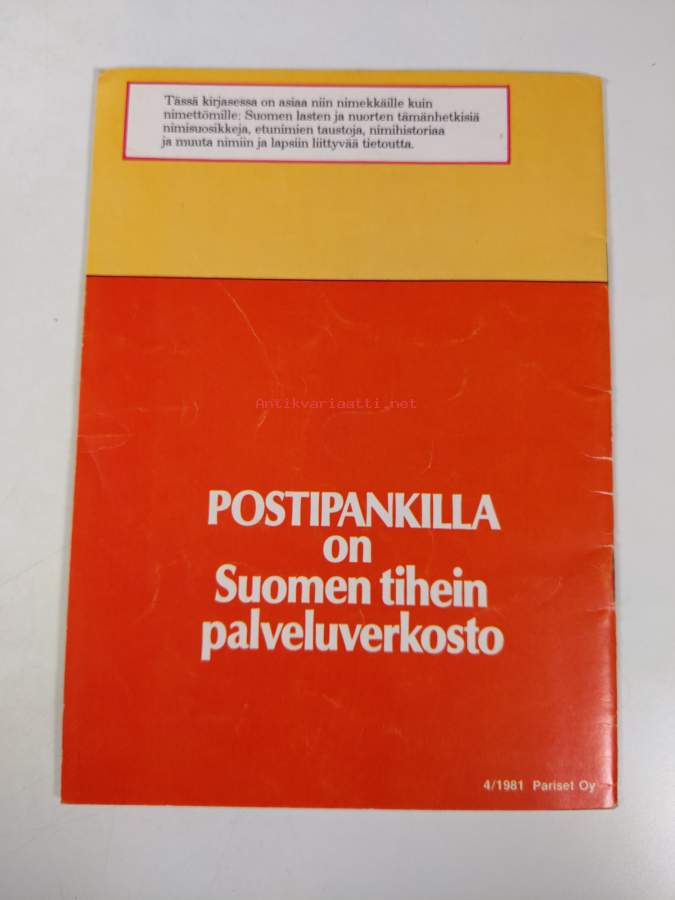 Tässä kirjasessa on asiaa niin nimekkäille kuin
nimettömille: Suomen lasten ja nuorten tämänhetkisiä
nimisuosikkeja, etunimien taustoja, nimihistoriaa
ja muuta nimiin ja lapsiin liittyvää tietoutta.
Antikvariaatti.net
POSTIPANKILLA
on
Suomen tihein
palveluverkosto
4/1981 Pariset Oy